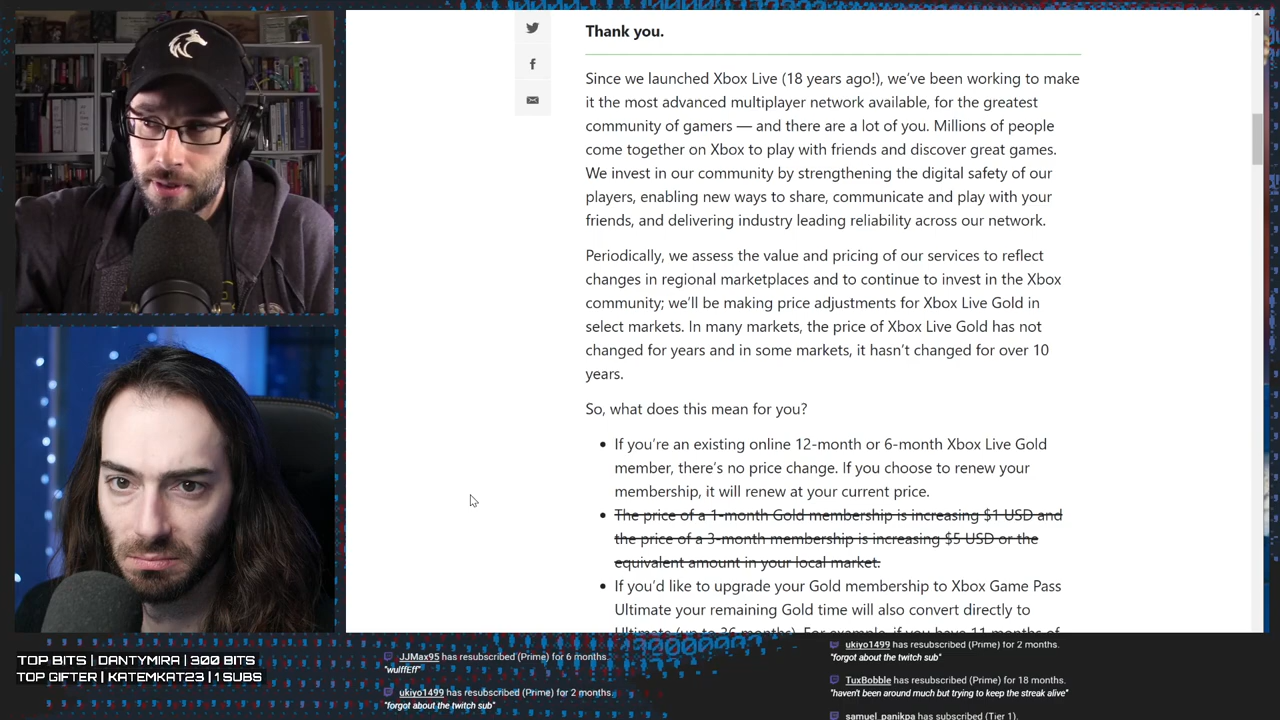 Thank you.
Since we launched Xbox Live (18 years ago!), we've been working to make
it the most advanced multiplayer network available, for the greatest
community of gamers — and there are a lot of you. Millions of people
come together on Xbox to play with friends and discover great games.
We invest in our community by strengthening the digital safety of our
players, enabling new ways to share, communicate and play with your
friends, and delivering industry leading reliability across our network.
Periodically, we assess the value and pricing of our services to reflect
changes in regional marketplaces and to continue to invest in the Xbox
community; we'll be making price adjustments for Xbox Live Gold in
select markets. In many markets, the price of Xbox Live Gold has not
changed for years and in some markets, it hasn't changed for over 10
years.
So, what does this mean for you?
If you're an existing online 12-month or 6-month Xbox Live Gold
member, there's no price change. If you choose to renew your
membership, it will renew at your current price.
The price of a 1-month Gold membership is increasing $1 USD and
the price of a 3-month membership is increasing $5 USD or the
equivalent amount in your local market.
If you'd like to upgrade your Gold membership to Xbox Game Pass
Ultimate your remaining Gold time will also convert directly to
Ultimate (up to 36 months). For example, if you have 11 months of
TOP BITS | DANTYMIRA | 300 BITS
TOP GIFTER | KATEMKAT23 | 1 SUBS
JJMax95 has resubscribed (Prime) for 6 months.
"wulffEff"
ukiyo1499 has resubscribed (Prime) for 2 months.
"forgot about the twitch sub"
ukiyo1499 has resubscribed (Prime) for 2 months.
"forgot about the twitch sub"
TuxBobble has resubscribed (Prime) for 18 months.
"haven't been around much but trying to keep the streak alive"
samuel_panikpa has subscribed (Tier 1).